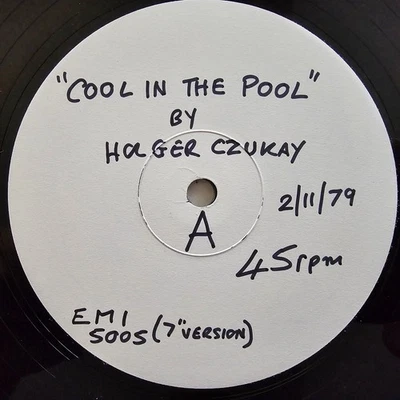 "COOL IN THE POOL"
BY
HOLGER CZUKAY
2/11/79
A
45rpm
EMI
5005 (7" VERSION)